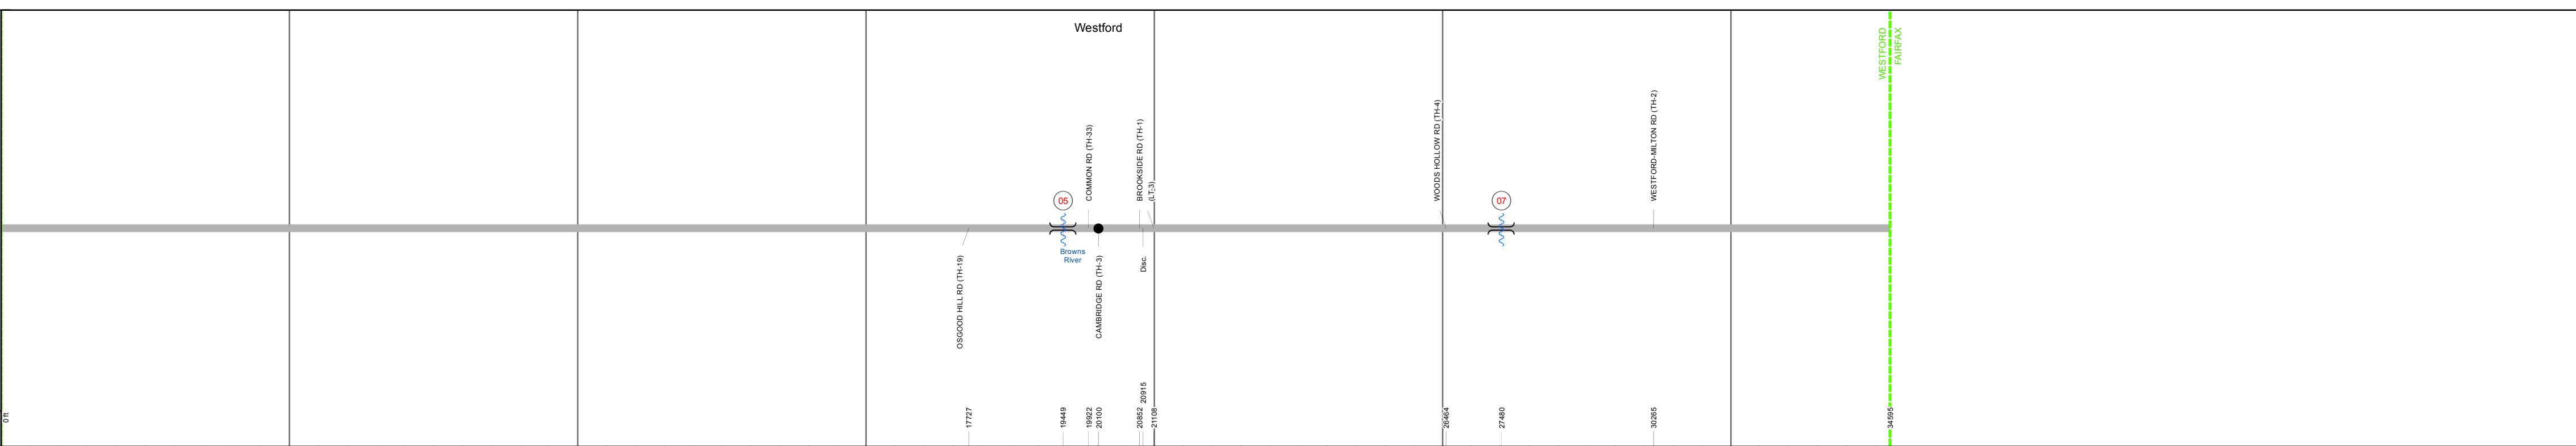 Westford
WESTFORD
FAIRFAX
COMMON RD (TH-33)
BROOKSIDE RD (TH-1)
(LT-3)
WOODS HOLLOW RD (TH-4)
WESTFORD-MILTON RD (TH-2)
05
07
Browns
River
OSGOOD HILL RD (TH-19)
CAMBRIDGE RD (TH-3)
Disc.
0 ft
17727
19449
19922
20100
20852
20915
21108
26464
27480
30265
34595